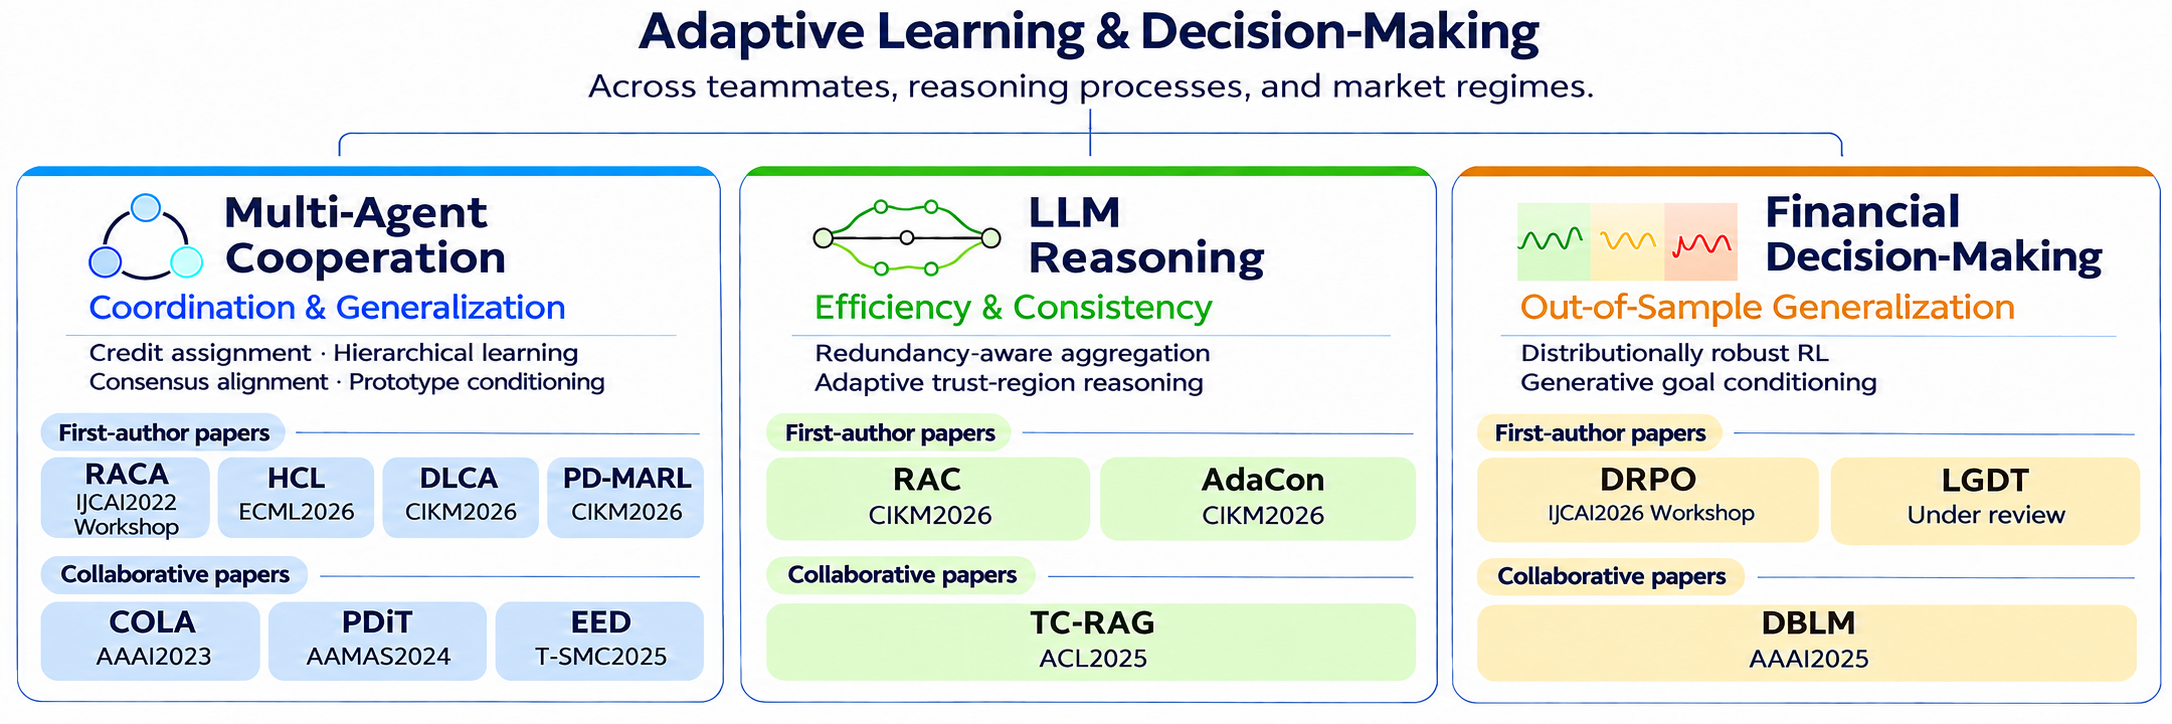 Adaptive Learning & Decision-Making
Across teammates, reasoning processes, and market regimes.
Multi-Agent
Cooperation
Coordination & Generalization
Credit assignment · Hierarchical learning
Consensus alignment · Prototype conditioning
First-author papers
RACA
IJCAI2022
Workshop
HCL
ECML2026
DLCA
CIKM2026
PD-MARL
CIKM2026
Collaborative papers
COLA
AAAI2023
PDiT
AAMAS2024
EED
T-SMC2025
LLM
Reasoning
Efficiency & Consistency
Redundancy-aware aggregation
Adaptive trust-region reasoning
First-author papers
RAC
CIKM2026
AdaCon
CIKM2026
Collaborative papers
TC-RAG
ACL2025
Financial
Decision-Making
Out-of-Sample Generalization
Distributionally robust RL
Generative goal conditioning
First-author papers
DRPO
IJCAI2026 Workshop
LGDT
Under review
Collaborative papers
DBLM
AAAI2025